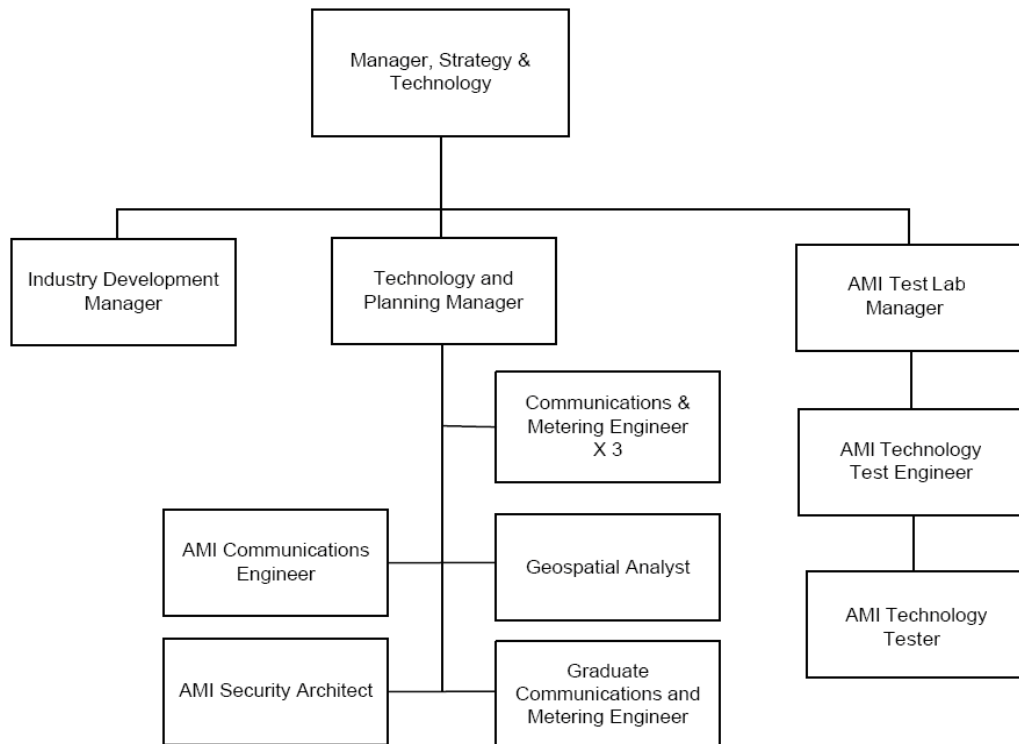 Manager, Strategy &
Technology
Industry Development
Manager
Technology and
Planning Manager
AMI Test Lab
Manager
Communications &
Metering Engineer
X 3
AMI Technology
Test Engineer
AMI Communications
Engineer
Geospatial Analyst
AMI Technology
Tester
AMI Security Architect
Graduate
Communications and
Metering Engineer